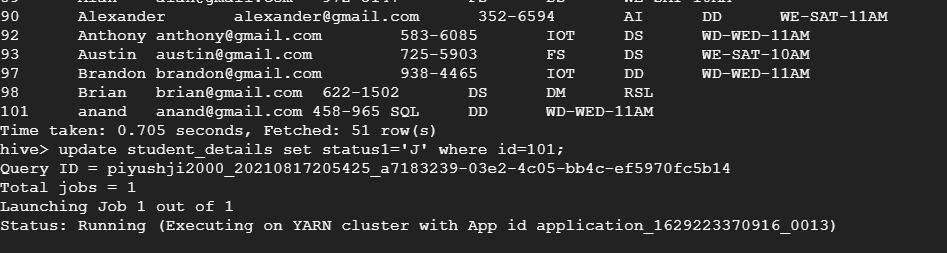 90 Alexander alexander@gmail.com 352-6594 AI DD WE-SAT-11AM
92 Anthony anthony@gmail.com 583-6085 IOT DS WD-WED-11AM
93 Austin austin@gmail.com 725-5903 FS DS WE-SAT-10AM
97 Brandon brandon@gmail.com 938-4465 IOT DD WD-WED-11AM
98 Brian brian@gmail.com 622-1502 DS DM RSL
101 anand anand@gmail.com 458-965 SQL DD WD-WED-11AM
Time taken: 0.705 seconds, Fetched: 51 row(s)
hive> update student_details set status1='J' where id=101;
Query ID = piyushji2000_20210817205425_a7183239-03e2-4c05-bb4c-ef5970fc5b14
Total jobs = 1
Launching Job 1 out of 1
Status: Running (Executing on YARN cluster with App id application_1629223370916_0013)